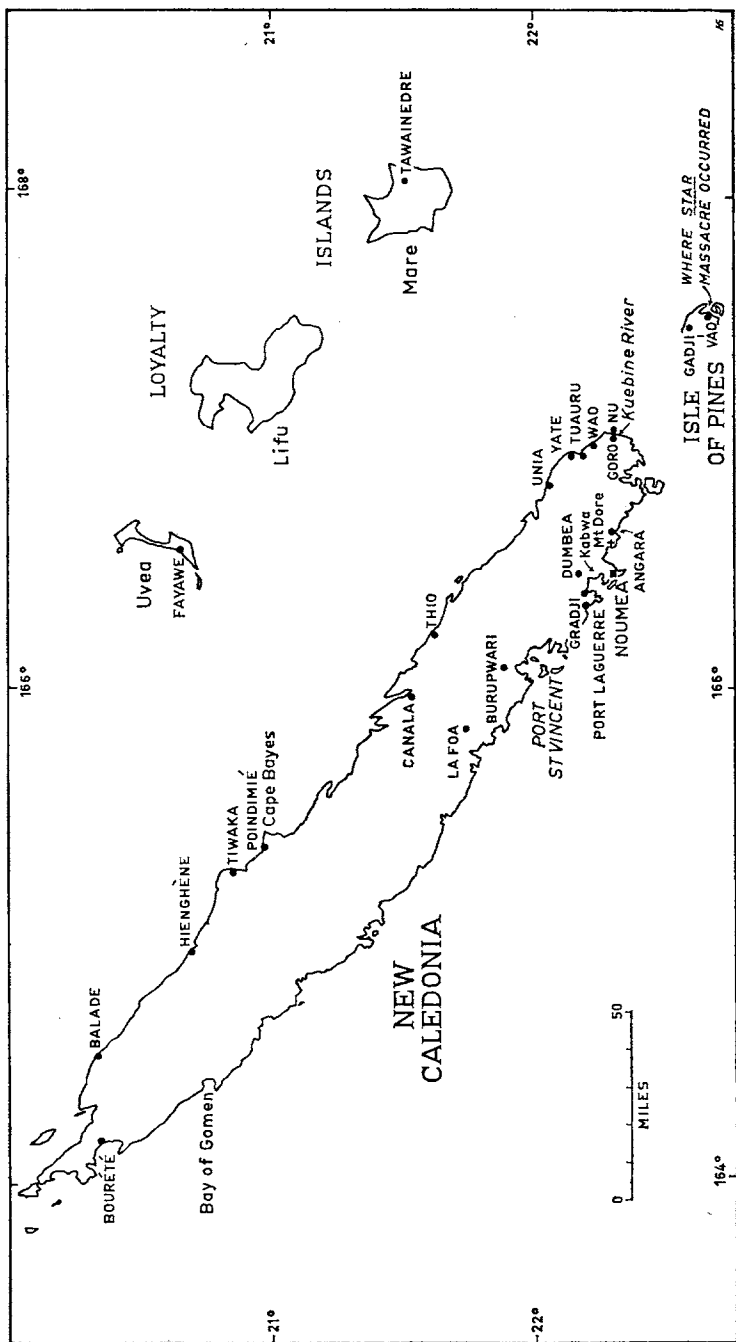 164°
166°
168°
21°
21°
22°
22°
BOURÉTÉ
BALADE
HIENGHÈNE
TIWAKA
POINDIMIÉ
Cape Bayes
Bay of Gomen
NEW
CALEDONIA
CANALA
THIO
LA FOA
BURUPWARI
PORT
ST VINCENT
PORT LAGUERRE
GRADJI
DUMBEA
Kabwa
Mt Dore
NOUMEA
ANGARA
UNIA
YATE
TUAURU
WAO
GORO
NU
Kuebine River
Uvea
FAYAWE
LOYALTY
ISLANDS
Lifu
Mare
TAWAINEDRE
ISLE
OF PINES
GADJI
VAO
WHERE STAR
MASSACRE OCCURRED
0
50
MILES